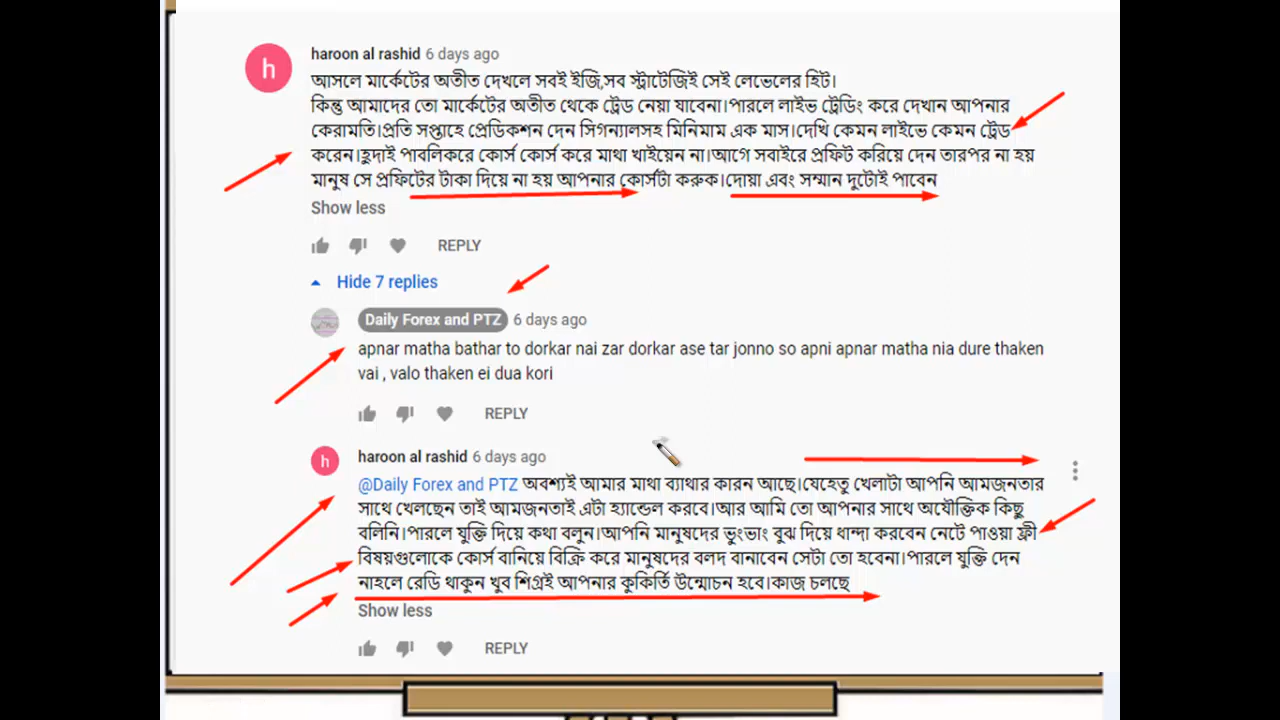 h
haroon al rashid 6 days ago
আসলে মার্কেটের অতীত দেখলে সবই ইজি,সব স্ট্রাটেজিই সেই লেভেলের হিট।
কিন্তু আমাদের তো মার্কেটের অতীত থেকে ট্রেড নেয়া যাবেনা।পারলে লাইভ ট্রেডিং করে দেখান আপনার
কেরামতি।প্রতি সপ্তাহে প্রেডিকশন দেন সিগন্যালসহ মিনিমাম এক মাস।দেখি কেমন লাইভে কেমন ট্রেড
করেন।হুদাই পাবলিকরে কোর্স কোর্স করে মাথা খাইয়েন না।আগে সবাইরে প্রফিট করিয়ে দেন তারপর না হয়
মানুষ সে প্রফিটের টাকা দিয়ে না হয় আপনার কোর্সটা করুক।দোয়া এবং সম্মান দুটোই পাবেন
Show less
REPLY
Hide 7 replies
Daily Forex and PTZ 6 days ago
apnar matha bathar to dorkar nai zar dorkar ase tar jonno so apni apnar matha nia dure thaken
vai , valo thaken ei dua kori
REPLY
h
haroon al rashid 6 days ago
@Daily Forex and PTZ অবশ্যই আমার মাথা ব্যাথার কারন আছে।যেহেতু খেলাটা আপনি আমজনতার
সাথে খেলছেন তাই আমজনতাই এটা হ্যান্ডেল করবে।আর আমি তো আপনার সাথে অযৌক্তিক কিছু
বলিনি।পারলে যুক্তি দিয়ে কথা বলুন।আপনি মানুষদের ভুংভাং বুঝ দিয়ে ধান্দা করবেন নেটে পাওয়া ফ্রী
বিষয়গুলোকে কোর্স বানিয়ে বিক্রি করে মানুষদের বলদ বানাবেন সেটা তো হবেনা।পারলে যুক্তি দেন
নাহলে রেডি থাকুন খুব শিগ্রই আপনার কুকির্তি উন্মোচন হবে।কাজ চলছে
Show less
REPLY